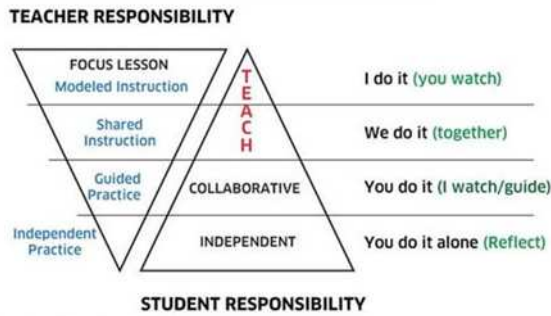 TEACHER RESPONSIBILITY
FOCUS LESSON
Modeled Instruction
TEACH
I do it (you watch)
Shared
Instruction
We do it (together)
Guided
Practice
COLLABORATIVE
You do it (I watch/guide)
Independent
Practice
INDEPENDENT
You do it alone (Reflect)
STUDENT RESPONSIBILITY